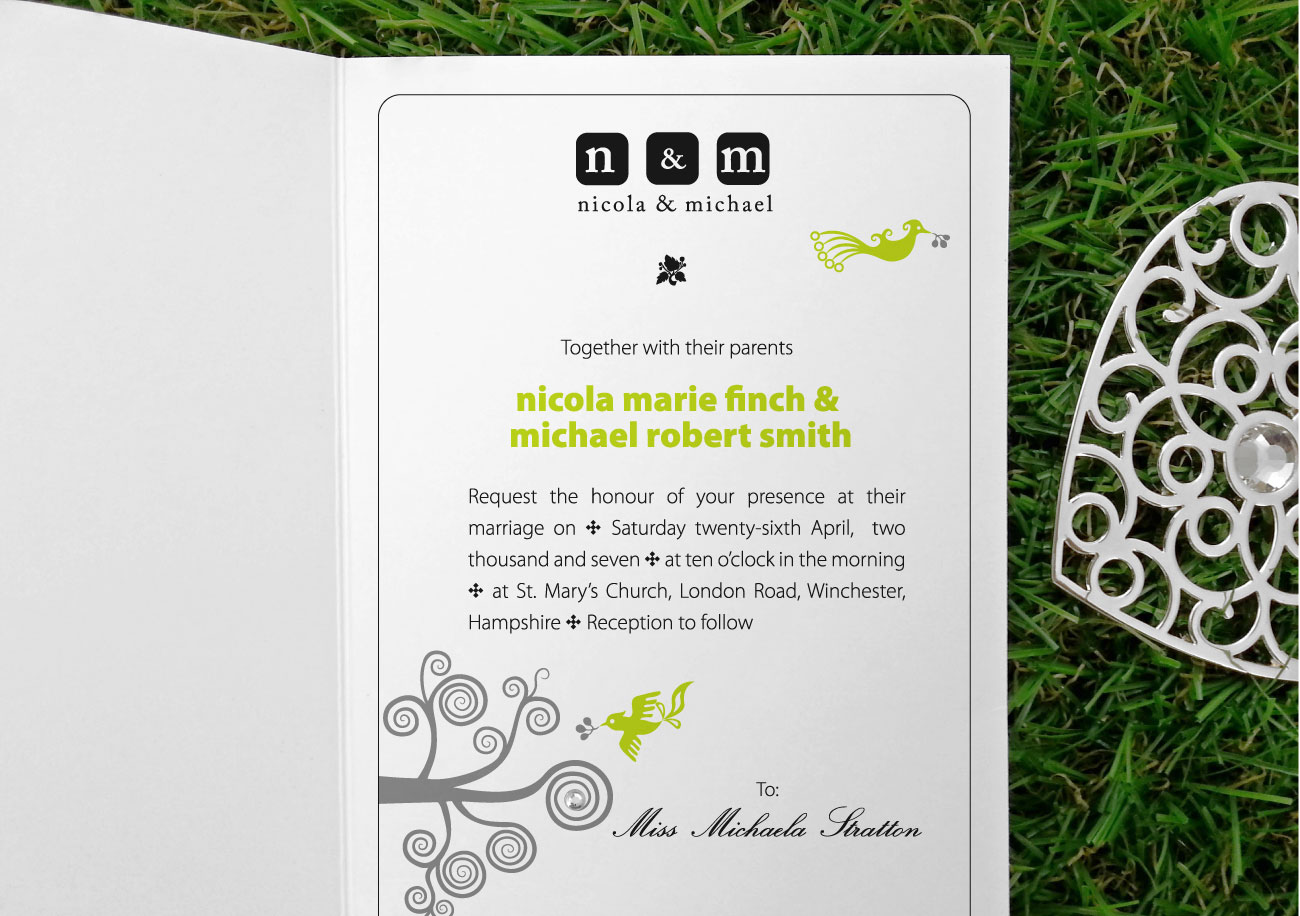 n & m
nicola & michael
Together with their parents
nicola marie finch &
michael robert smith
Request the honour of your presence at their
marriage on ✣ Saturday twenty-sixth April, two
thousand and seven ✣ at ten o’clock in the morning
✣ at St. Mary’s Church, London Road, Winchester,
Hampshire ✣ Reception to follow
To:
Miss Michaela Stratton